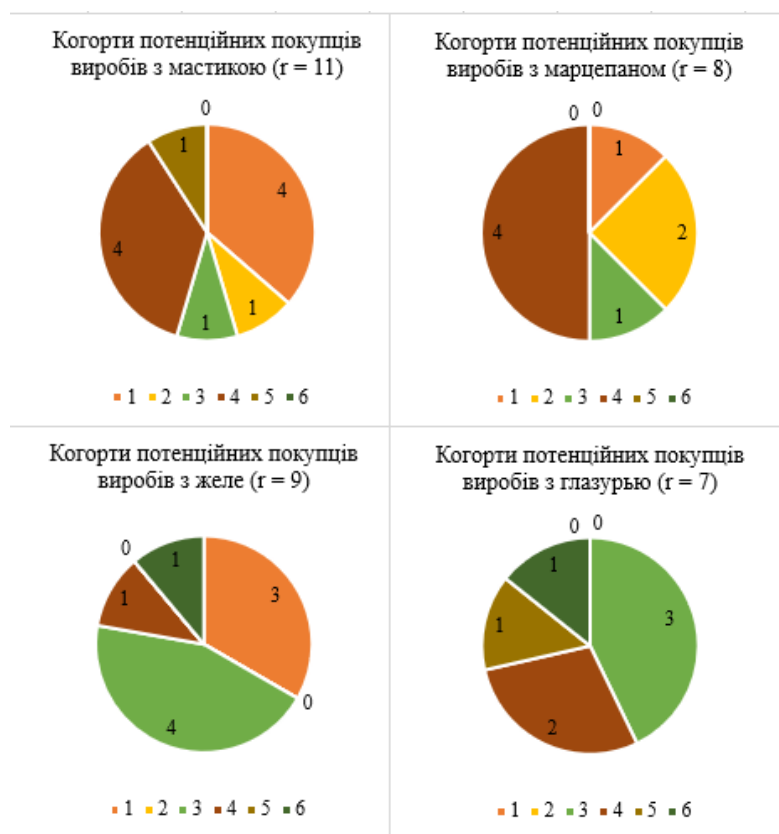 Когорти потенційних покупців
виробів з мастикою (r = 11)
0
1
4
4
1
1
1 2 3 4 5 6
Когорти потенційних покупців
виробів з марцепаном (r = 8)
0 0
1
4
2
1
1 2 3 4 5 6
Когорти потенційних покупців
виробів з желе (r = 9)
0
1
1
3
0
4
1 2 3 4 5 6
Когорти потенційних покупців
виробів з глазурью (r = 7)
0 0
1
1
3
2
1 2 3 4 5 6